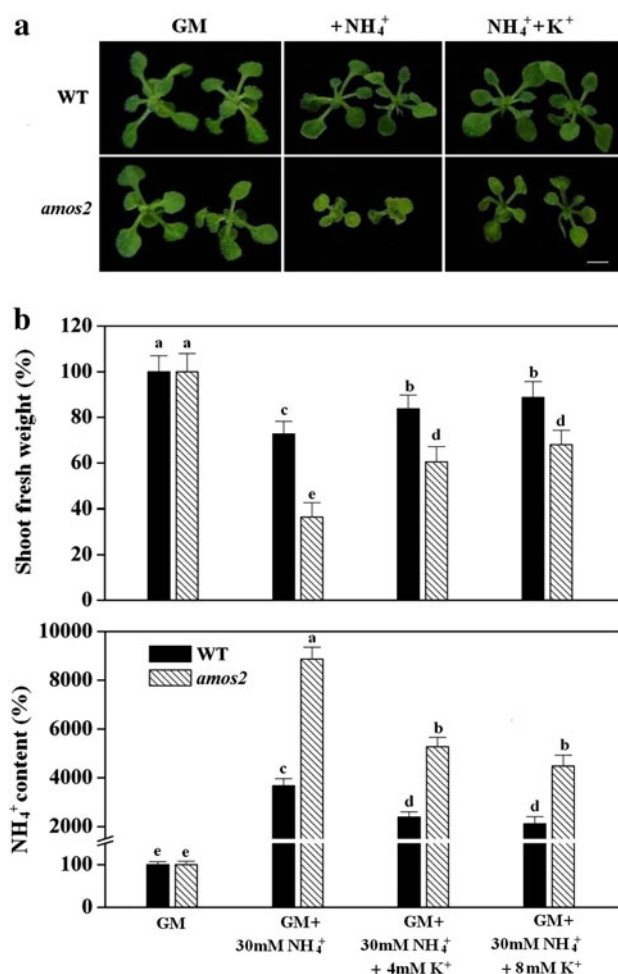 a
GM +NH₄⁺ NH₄⁺+K⁺
WT
amos2
b
Shoot fresh weight (%)
120
100
80
60
40
20
0
a a
c
e
b
d
b
d
NH₄⁺ content (%)
10000
8000
6000
4000
2000
100
0
WT
amos2
e e
c
a
d
b
d
b
GM GM+ GM+ GM+
30mM NH₄⁺ 30mM NH₄⁺ 30mM NH₄⁺
+ 4mM K⁺ + 8mM K⁺